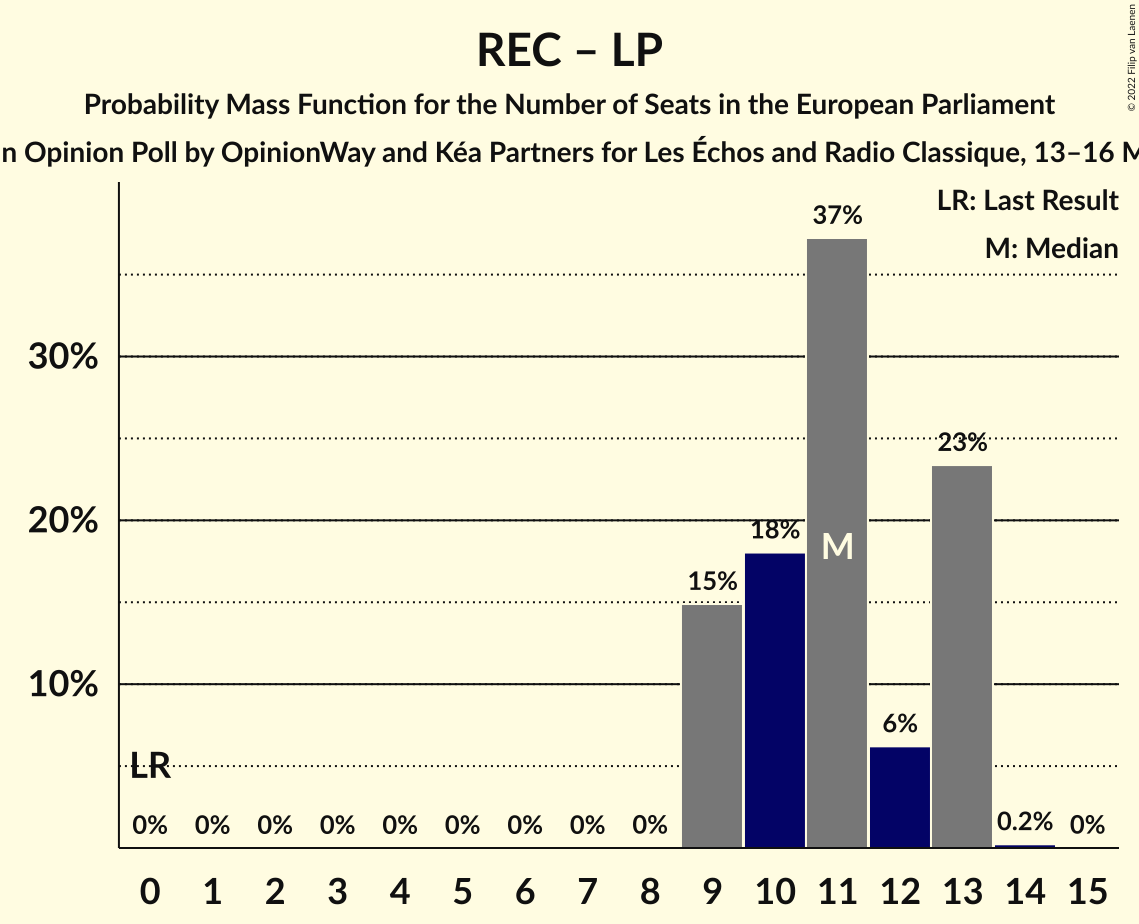 REC – LP
Probability Mass Function for the Number of Seats in the European Parliament
n Opinion Poll by OpinionWay and Kéa Partners for Les Échos and Radio Classique, 13–16 M
© 2022 Filip van Laenen
LR: Last Result
M: Median
37%
30%
23%
20%
18%
M
15%
10%
6%
LR
0% 0% 0% 0% 0% 0% 0% 0% 0% 0.2% 0%
0 1 2 3 4 5 6 7 8 9 10 11 12 13 14 15